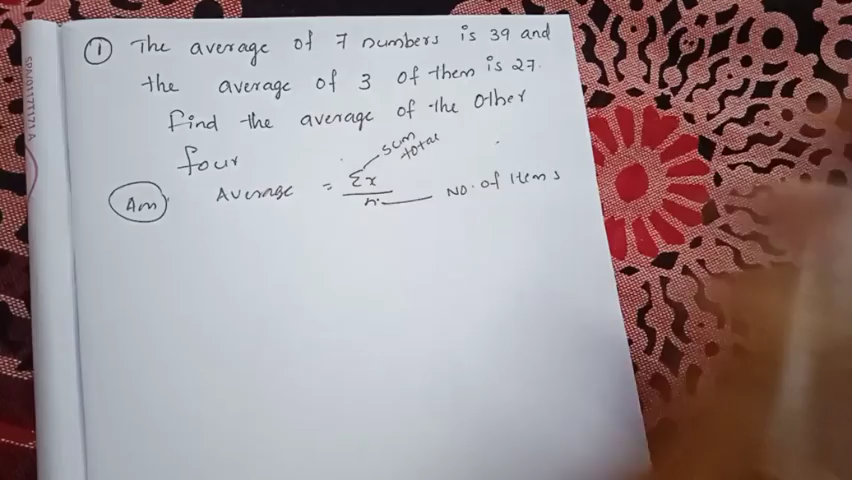 ① The average of 7 numbers is 39 and
the average of 3 of them is 27.
find the average of the other
four
sum total
Ans Average = Σx / n No. of Items